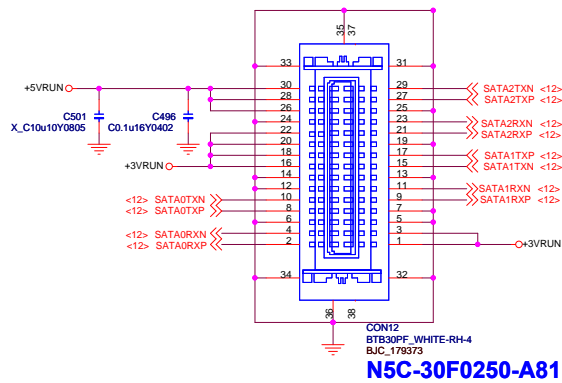 35
37
33
31
+5VRUN
30
29
SATA2TXN <12>
28
27
SATA2TXP <12>
26
25
C501
X_C10u10Y0805
C496
C0.1u16Y0402
24
23
SATA2RXN <12>
22
21
SATA2RXP <12>
20
19
18
17
SATA1TXP <12>
+3VRUN
16
15
SATA1TXN <12>
14
13
12
11
SATA1RXN <12>
<12> SATA0TXN
10
9
SATA1RXP <12>
<12> SATA0TXP
8
7
6
5
<12> SATA0RXN
4
3
<12> SATA0RXP
2
1
+3VRUN
34
32
36
38
CON12
BTB30PF_WHITE-RH-4
BJC_179373
N5C-30F0250-A81